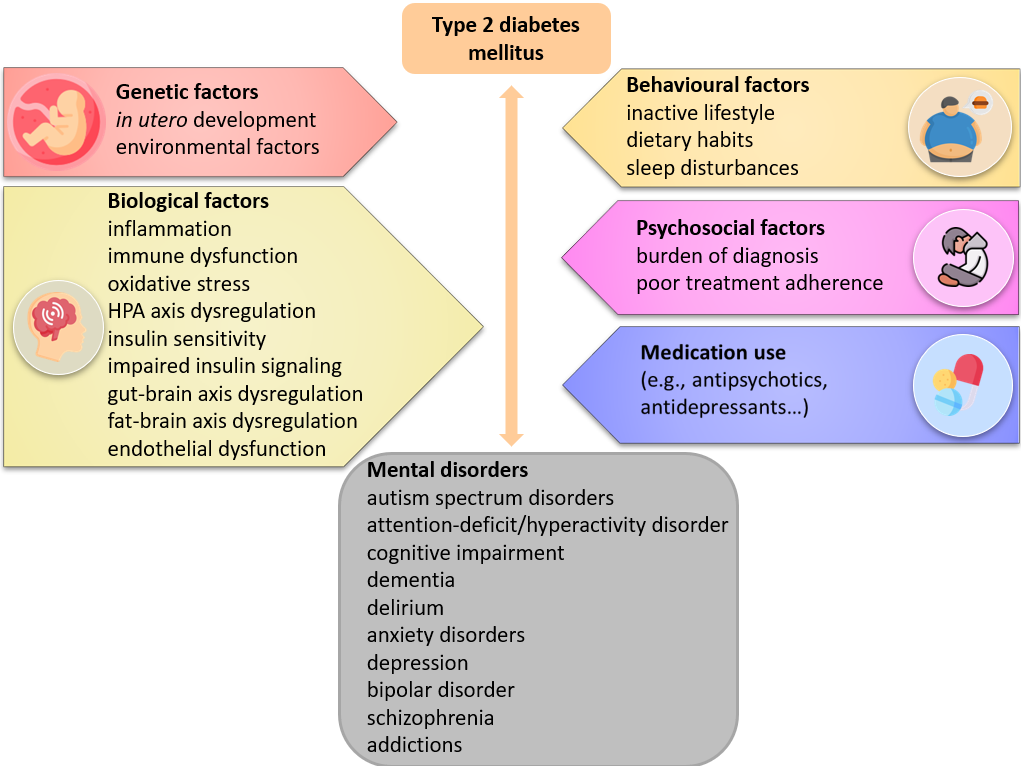 Type 2 diabetes
mellitus
Genetic factors
in utero development
environmental factors
Biological factors
inflammation
immune dysfunction
oxidative stress
HPA axis dysregulation
insulin sensitivity
impaired insulin signaling
gut-brain axis dysregulation
fat-brain axis dysregulation
endothelial dysfunction
Behavioural factors
inactive lifestyle
dietary habits
sleep disturbances
Psychosocial factors
burden of diagnosis
poor treatment adherence
Medication use
(e.g., antipsychotics,
antidepressants…)
Mental disorders
autism spectrum disorders
attention-deficit/hyperactivity disorder
cognitive impairment
dementia
delirium
anxiety disorders
depression
bipolar disorder
schizophrenia
addictions